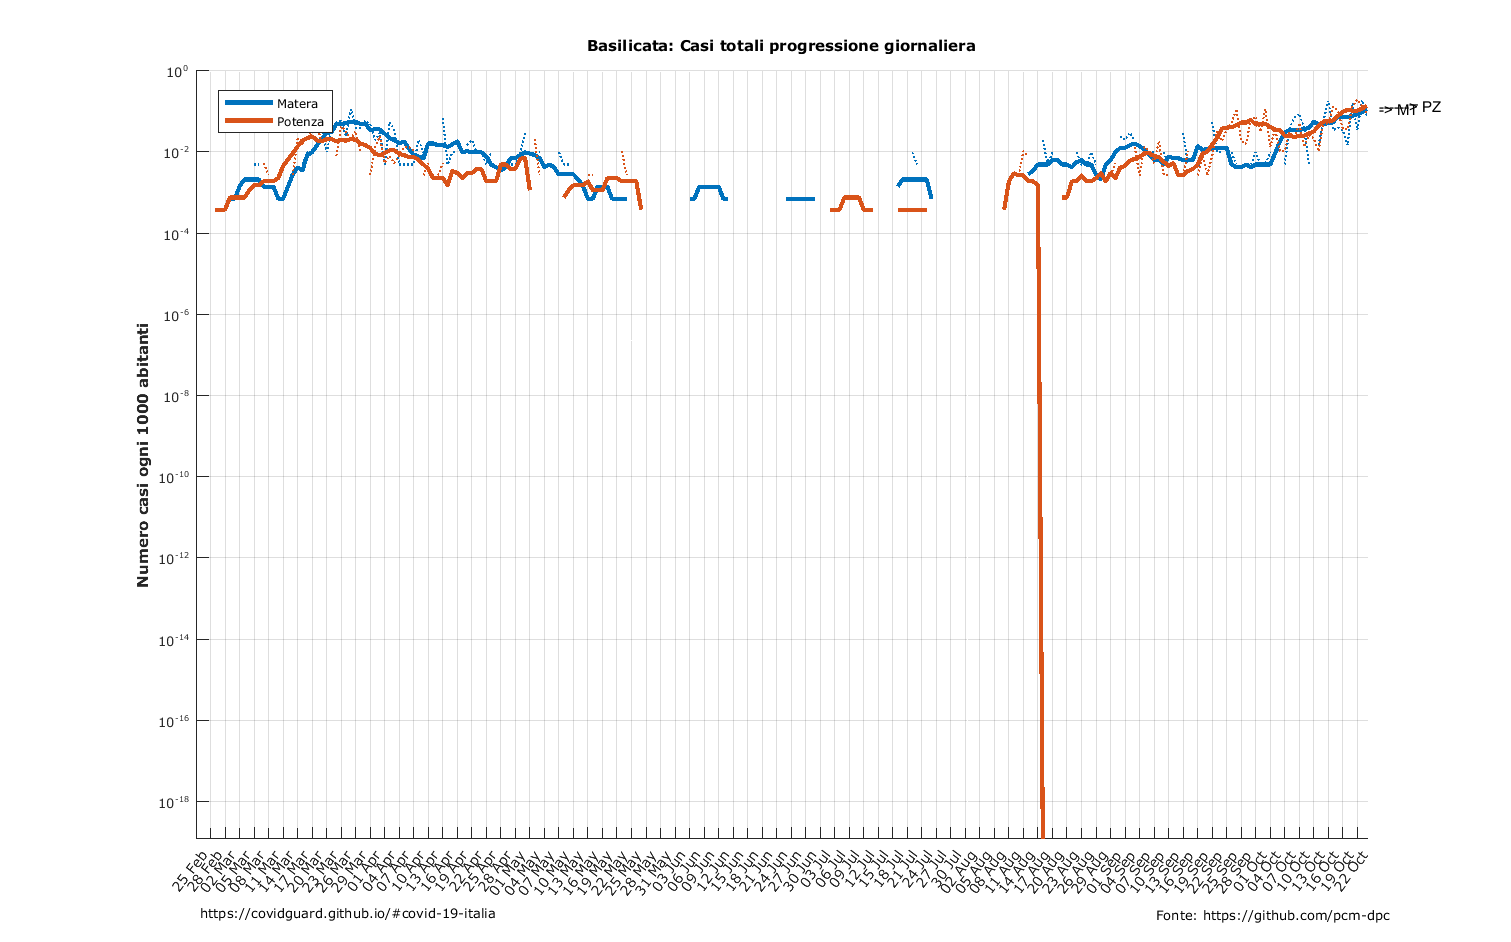 Basilicata: Casi totali progressione giornaliera
Numero casi ogni 1000 abitanti
10^0
10^-2
10^-4
10^-6
10^-8
10^-10
10^-12
10^-14
10^-16
10^-18
Matera
Potenza
-> MT
PZ
25 Feb
28 Feb
02 Mar
05 Mar
08 Mar
11 Mar
14 Mar
17 Mar
20 Mar
23 Mar
26 Mar
29 Mar
01 Apr
04 Apr
07 Apr
10 Apr
13 Apr
16 Apr
19 Apr
22 Apr
25 Apr
28 Apr
01 May
04 May
07 May
10 May
13 May
16 May
19 May
22 May
25 May
28 May
31 May
03 Jun
06 Jun
09 Jun
12 Jun
15 Jun
18 Jun
21 Jun
24 Jun
27 Jun
30 Jun
03 Jul
06 Jul
09 Jul
12 Jul
15 Jul
18 Jul
21 Jul
24 Jul
27 Jul
30 Jul
02 Aug
05 Aug
08 Aug
11 Aug
14 Aug
17 Aug
20 Aug
23 Aug
26 Aug
29 Aug
01 Sep
04 Sep
07 Sep
10 Sep
13 Sep
16 Sep
19 Sep
22 Sep
25 Sep
28 Sep
01 Oct
04 Oct
07 Oct
10 Oct
13 Oct
16 Oct
19 Oct
22 Oct
https://covidguard.github.io/#covid-19-italia
Fonte: https://github.com/pcm-dpc